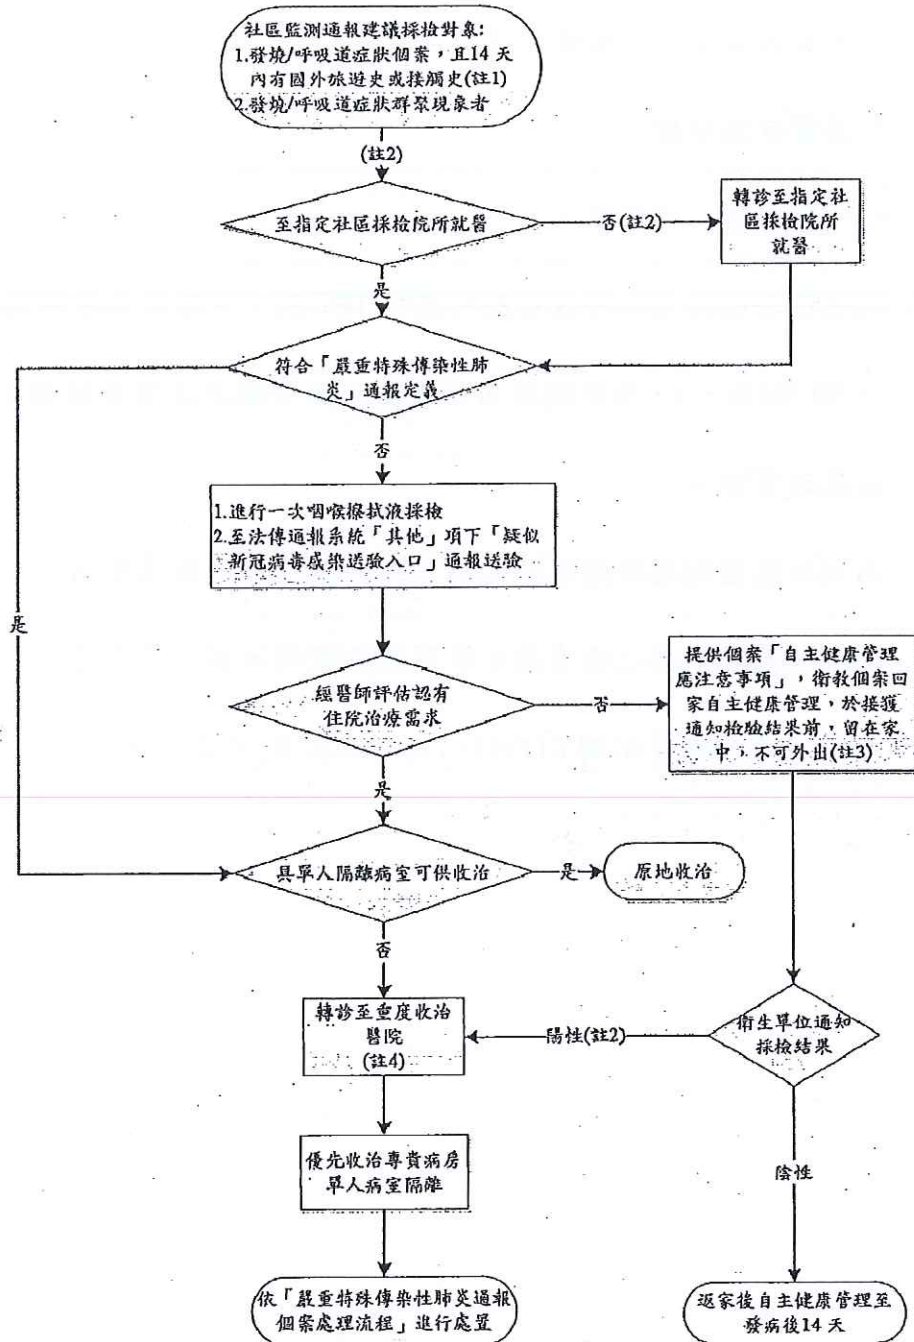 社區監測通報建議採檢對象:
1.發燒/呼吸道症狀個案，且14天
內有國外旅遊史或接觸史(註1)
2.發燒/呼吸道症狀群聚現象者
(註2)
至指定社區採檢院所就醫
否(註2)
轉診至指定社
區採檢院所
就醫
是
符合「嚴重特殊傳染性肺
炎」通報定義
否
1.進行一次咽喉擦拭液採檢
2.至法傳通報系統「其他」項下「疑似
新冠病毒感染送驗入口」通報送驗
是
經醫師評估認有
住院治療需求
否
提供個案「自主健康管理
應注意事項」，衛教個案回
家自主健康管理，於接獲
通知檢驗結果前，留在家
中，不可外出(註3)
是
具單人隔離病室可供收治
是
原地收治
否
轉診至重度收治
醫院
(註4)
陽性(註2)
衛生單位通知
採檢結果
優先收治專責病房
單人病室隔離
陰性
依「嚴重特殊傳染性肺炎通報
個案處理流程」進行處置
返家後自主健康管理至
發病後14天